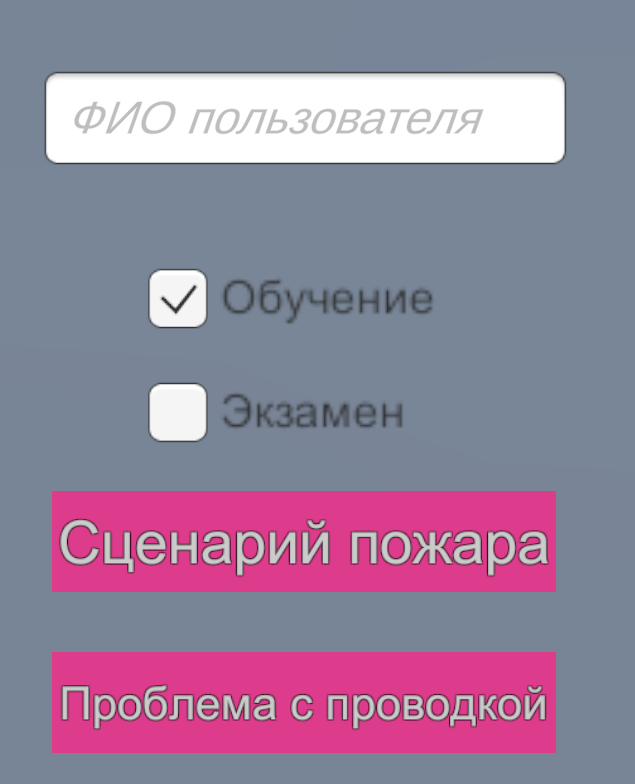 ФИО пользователя
Обучение
Экзамен
Сценарий пожара
Проблема с проводкой